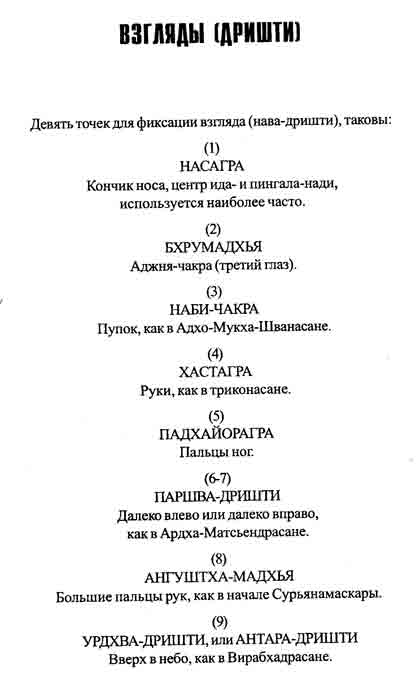 ВЗГЛЯДЫ (ДРИШТИ)
Девять точек для фиксации взгляда (нава-дришти), таковы:
(1)
НАСАГРА
Кончик носа, центр ида- и пингала-нади,
используется наиболее часто.
(2)
БХРУМАДХЬЯ
Аджня-чакра (третий глаз).
(3)
НАБИ-ЧАКРА
Пупок, как в Адхо-Мукха-Шванасане.
(4)
ХАСТАГРА
Руки, как в триконасане.
(5)
ПАДХАЙОРАГРА
Пальцы ног.
(6-7)
ПАРШВА-ДРИШТИ
Далеко влево или далеко вправо,
как в Ардха-Матсьендрасане.
(8)
АНГУШТХА-МАДХЬЯ
Большие пальцы рук, как в начале Сурьянамаскары.
(9)
УРДХВА-ДРИШТИ, или АНТАРА-ДРИШТИ
Вверх в небо, как в Вирабхадрасане.